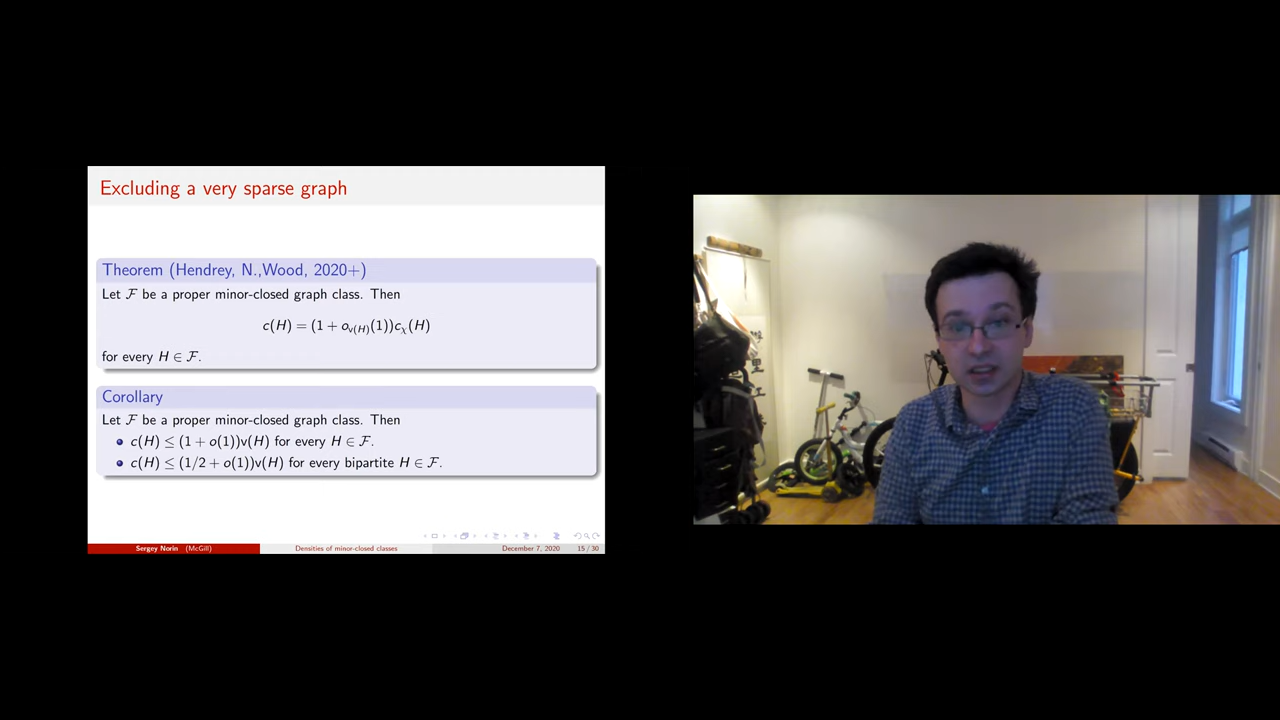 Excluding a very sparse graph
Theorem (Hendrey, N.,Wood, 2020+)
Let ℱ be a proper minor-closed graph class. Then
c(H) = (1 + o_{v(H)}(1))c_χ(H)
for every H ∈ ℱ.
Corollary
Let ℱ be a proper minor-closed graph class. Then
c(H) ≤ (1 + o(1))v(H) for every H ∈ ℱ.
c(H) ≤ (1/2 + o(1))v(H) for every bipartite H ∈ ℱ.
Sergey Norin (McGill) Densities of minor-closed classes December 7, 2020 15 / 30